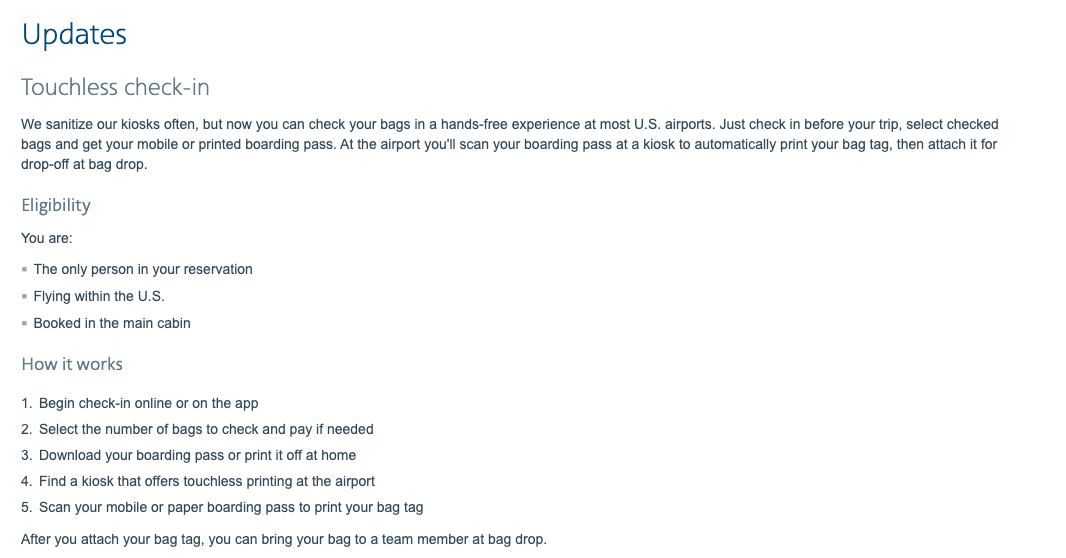 Updates
Touchless check-in
We sanitize our kiosks often, but now you can check your bags in a hands-free experience at most U.S. airports. Just check in before your trip, select checked
bags and get your mobile or printed boarding pass. At the airport you'll scan your boarding pass at a kiosk to automatically print your bag tag, then attach it for
drop-off at bag drop.
Eligibility
You are:
▪ The only person in your reservation
▪ Flying within the U.S.
▪ Booked in the main cabin
How it works
1. Begin check-in online or on the app
2. Select the number of bags to check and pay if needed
3. Download your boarding pass or print it off at home
4. Find a kiosk that offers touchless printing at the airport
5. Scan your mobile or paper boarding pass to print your bag tag
After you attach your bag tag, you can bring your bag to a team member at bag drop.